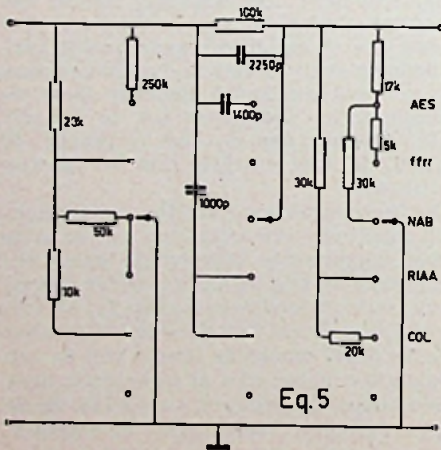 100k
2250p
250k
17k
AES
23k
1400p
5k
ffrr
30k
30k
1000p
50k
NAB
10k
RIAA
20k
COL
Eq.5